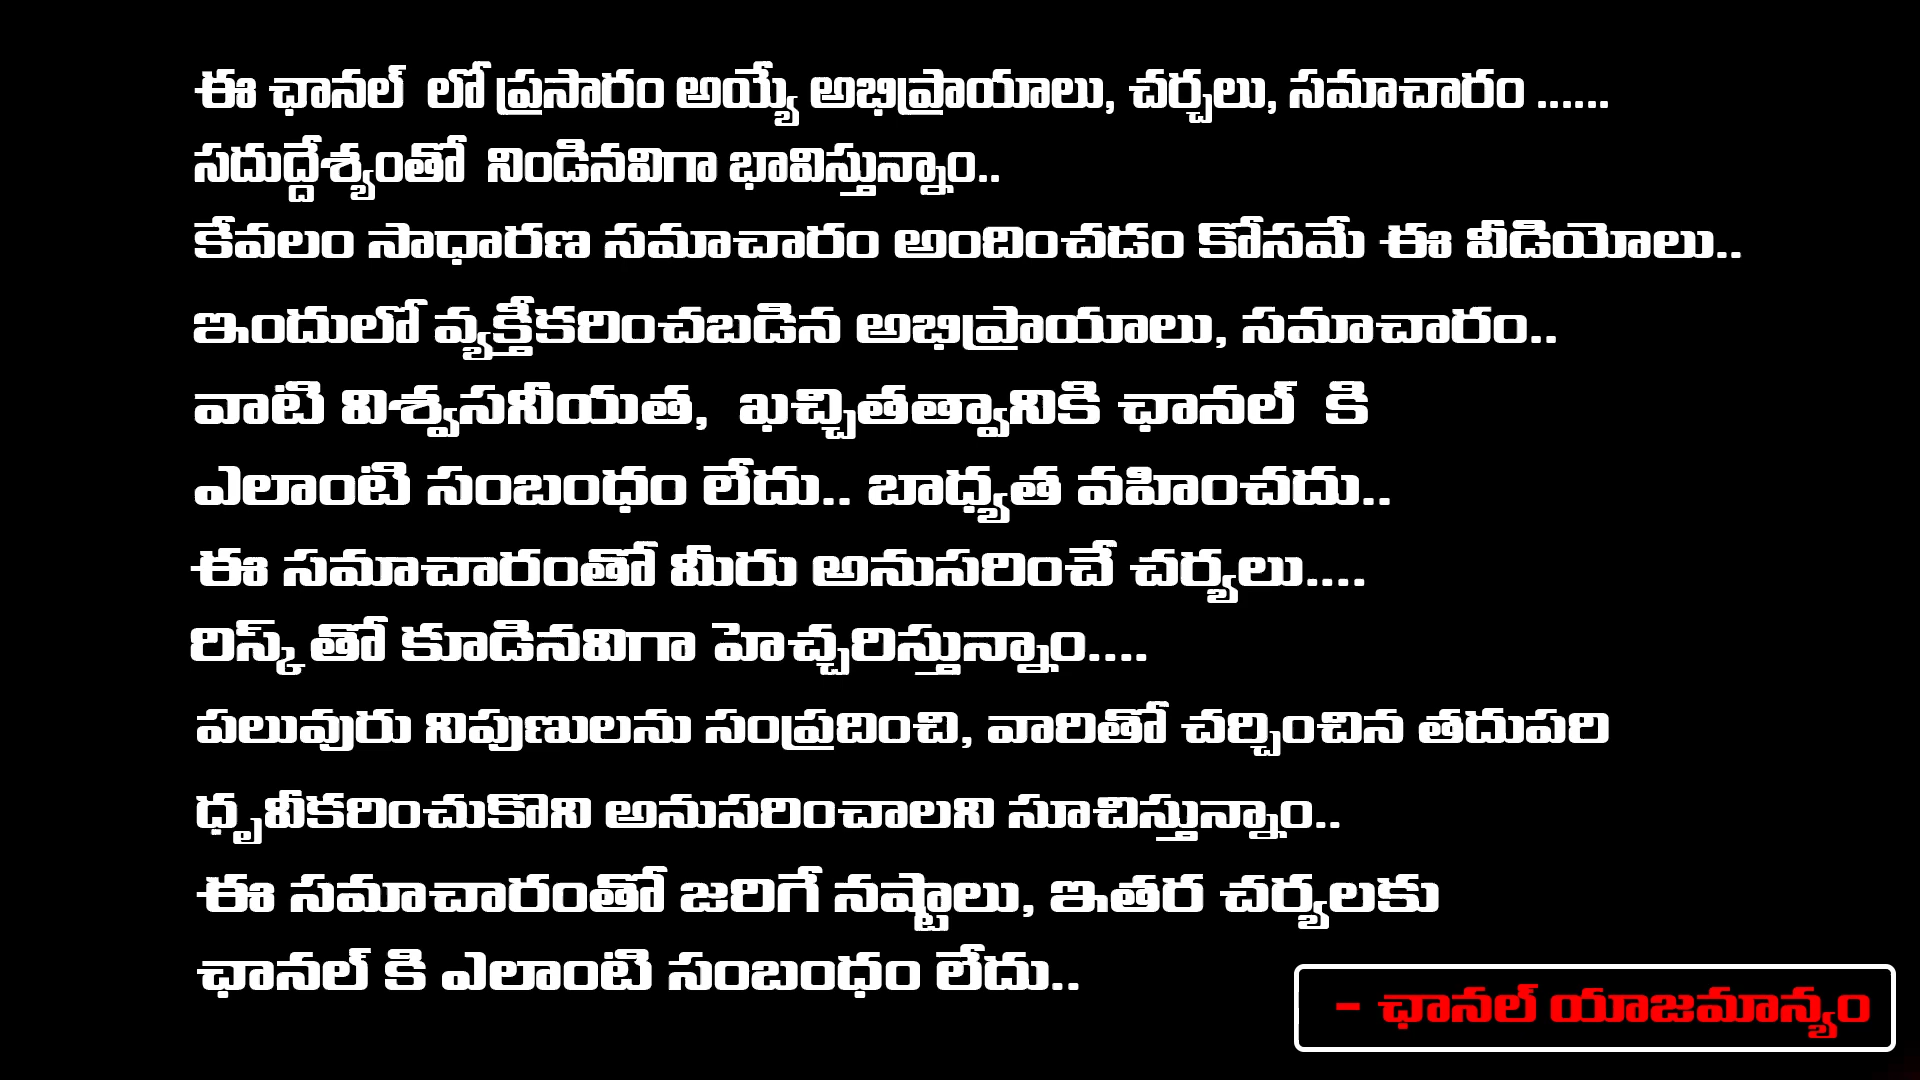 ఈ ఛానల్ లో ప్రసారం అయ్యే అభిప్రాయాలు, చర్చలు, సమాచారం ......
సదుద్దేశ్యంతో నిండినవిగా భావిస్తున్నాం..
కేవలం సాధారణ సమాచారం అందించడం కోసమే ఈ వీడియోలు..
ఇందులో వ్యక్తీకరించబడిన అభిప్రాయాలు, సమాచారం..
వాటి విశ్వసనీయత, ఖచ్చితత్వానికి ఛానల్ కి
ఎలాంటి సంబంధం లేదు.. బాధ్యత వహించదు..
ఈ సమాచారంతో మీరు అనుసరించే చర్యలు....
రిస్క్ తో కూడినవిగా హెచ్చరిస్తున్నాం....
పలువురు నిపుణులను సంప్రదించి, వారితో చర్చించిన తదుపరి
ధృవీకరించుకొని అనుసరించాలని సూచిస్తున్నాం..
ఈ సమాచారంతో జరిగే నష్టాలు, ఇతర చర్యలకు
ఛానల్ కి ఎలాంటి సంబంధం లేదు..
- ఛానల్ యాజమాన్యం